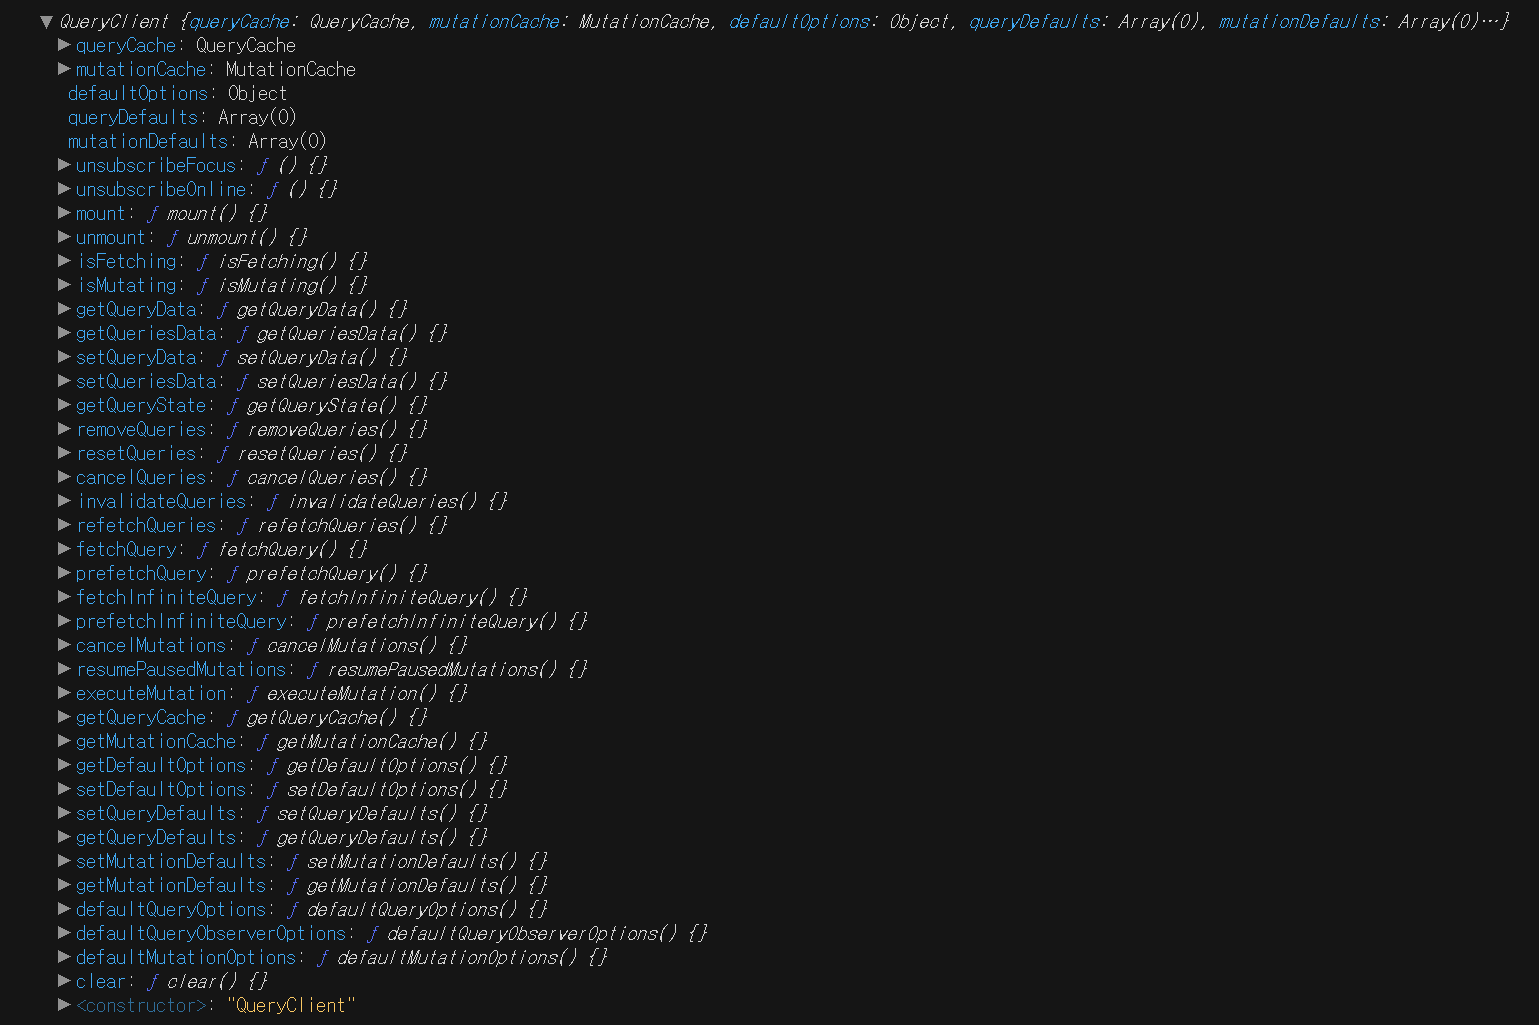 ▼ QueryClient {queryCache: QueryCache, mutationCache: MutationCache, defaultOptions: Object, queryDefaults: Array(0), mutationDefaults: Array(0)…}
▶ queryCache: QueryCache
▶ mutationCache: MutationCache
defaultOptions: Object
queryDefaults: Array(0)
mutationDefaults: Array(0)
▶ unsubscribeFocus: ƒ () {}
▶ unsubscribeOnline: ƒ () {}
▶ mount: ƒ mount() {}
▶ unmount: ƒ unmount() {}
▶ isFetching: ƒ isFetching() {}
▶ isMutating: ƒ isMutating() {}
▶ getQueryData: ƒ getQueryData() {}
▶ getQueriesData: ƒ getQueriesData() {}
▶ setQueryData: ƒ setQueryData() {}
▶ setQueriesData: ƒ setQueriesData() {}
▶ getQueryState: ƒ getQueryState() {}
▶ removeQueries: ƒ removeQueries() {}
▶ resetQueries: ƒ resetQueries() {}
▶ cancelQueries: ƒ cancelQueries() {}
▶ invalidateQueries: ƒ invalidateQueries() {}
▶ refetchQueries: ƒ refetchQueries() {}
▶ fetchQuery: ƒ fetchQuery() {}
▶ prefetchQuery: ƒ prefetchQuery() {}
▶ fetchInfiniteQuery: ƒ fetchInfiniteQuery() {}
▶ prefetchInfiniteQuery: ƒ prefetchInfiniteQuery() {}
▶ cancelMutations: ƒ cancelMutations() {}
▶ resumePausedMutations: ƒ resumePausedMutations() {}
▶ executeMutation: ƒ executeMutation() {}
▶ getQueryCache: ƒ getQueryCache() {}
▶ getMutationCache: ƒ getMutationCache() {}
▶ getDefaultOptions: ƒ getDefaultOptions() {}
▶ setDefaultOptions: ƒ setDefaultOptions() {}
▶ setQueryDefaults: ƒ setQueryDefaults() {}
▶ getQueryDefaults: ƒ getQueryDefaults() {}
▶ setMutationDefaults: ƒ setMutationDefaults() {}
▶ getMutationDefaults: ƒ getMutationDefaults() {}
▶ defaultQueryOptions: ƒ defaultQueryOptions() {}
▶ defaultQueryObserverOptions: ƒ defaultQueryObserverOptions() {}
▶ defaultMutationOptions: ƒ defaultMutationOptions() {}
▶ clear: ƒ clear() {}
▶ <constructor>: "QueryClient"